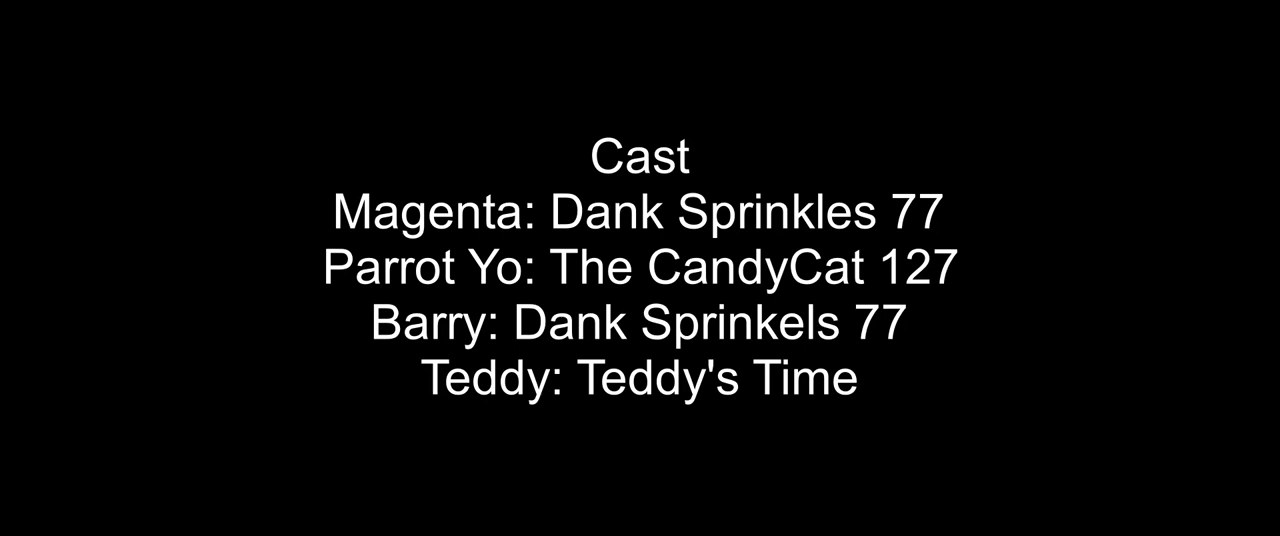 Cast
Magenta: Dank Sprinkles 77
Parrot Yo: The CandyCat 127
Barry: Dank Sprinkels 77
Teddy: Teddy's Time